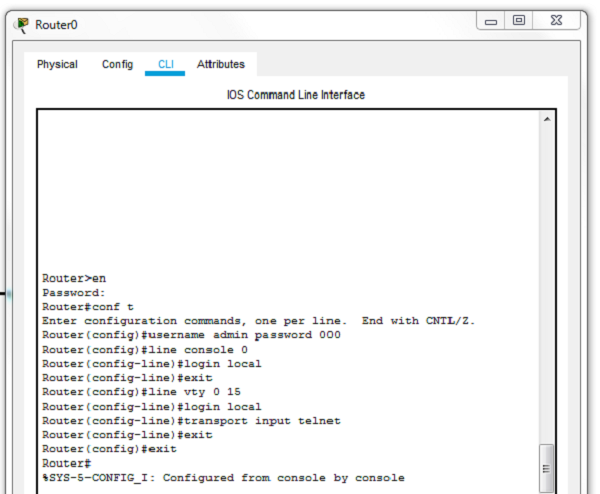 Router0
Physical Config CLI Attributes
IOS Command Line Interface
Router>en
Password:
Router#conf t
Enter configuration commands, one per line.  End with CNTL/Z.
Router(config)#username admin password 000
Router(config)#line console 0
Router(config-line)#login local
Router(config-line)#exit
Router(config)#line vty 0 15
Router(config-line)#login local
Router(config-line)#transport input telnet
Router(config-line)#exit
Router(config)#exit
Router#
%SYS-5-CONFIG_I: Configured from console by console